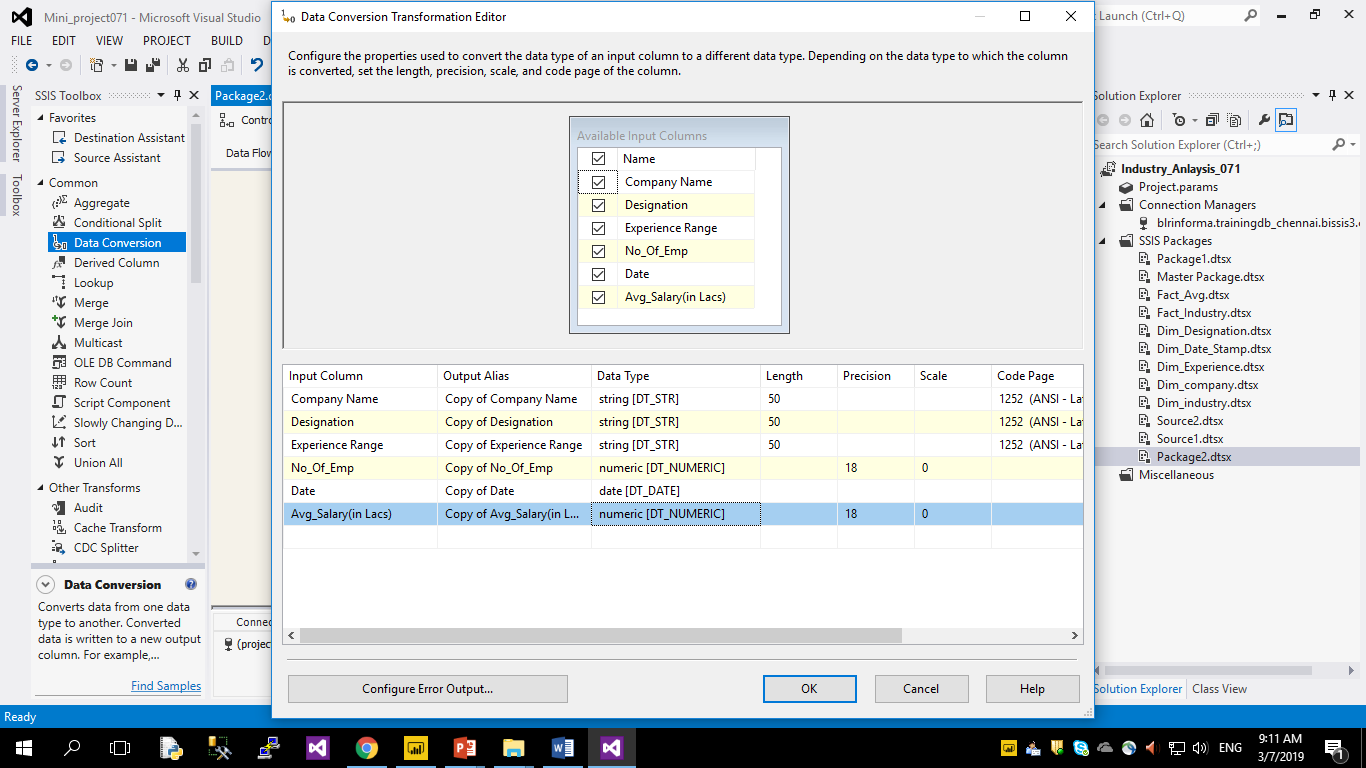 Mini_project071 - Microsoft Visual Studio
Launch (Ctrl+Q)
FILE EDIT VIEW PROJECT BUILD D
Data Conversion Transformation Editor
Configure the properties used to convert the data type of an input column to a different data type. Depending on the data type to which the column
is converted, set the length, precision, scale, and code page of the column.
Server Explorer
Toolbox
SSIS Toolbox
Favorites
Destination Assistant
Source Assistant
Common
Aggregate
Conditional Split
Data Conversion
Derived Column
Lookup
Merge
Merge Join
Multicast
OLE DB Command
Row Count
Script Component
Slowly Changing D...
Sort
Union All
Other Transforms
Audit
Cache Transform
CDC Splitter
Data Conversion
Converts data from one data
type to another. Converted
data is written to a new output
column. For example,...
Find Samples
Package2.
Contr
Data Flow
Connec
(projec
Available Input Columns
Name
Company Name
Designation
Experience Range
No_Of_Emp
Date
Avg_Salary(in Lacs)
Input Column Output Alias Data Type Length Precision Scale Code Page
Company Name Copy of Company Name string [DT_STR] 50 1252 (ANSI - La
Designation Copy of Designation string [DT_STR] 50 1252 (ANSI - La
Experience Range Copy of Experience Range string [DT_STR] 50 1252 (ANSI - La
No_Of_Emp Copy of No_Of_Emp numeric [DT_NUMERIC] 18 0
Date Copy of Date date [DT_DATE]
Avg_Salary(in Lacs) Copy of Avg_Salary(in L... numeric [DT_NUMERIC] 18 0
Configure Error Output... OK Cancel Help
Solution Explorer
Search Solution Explorer (Ctrl+;)
Industry_Anlaysis_071
Project.params
Connection Managers
blrinforma.trainingdb_chennai.bissis3.
SSIS Packages
Package1.dtsx
Master Package.dtsx
Fact_Avg.dtsx
Fact_Industry.dtsx
Dim_Designation.dtsx
Dim_Date_Stamp.dtsx
Dim_Experience.dtsx
Dim_company.dtsx
Dim_industry.dtsx
Source2.dtsx
Source1.dtsx
Package2.dtsx
Miscellaneous
Solution Explorer Class View
Ready
ENG
9:11 AM
3/7/2019
1